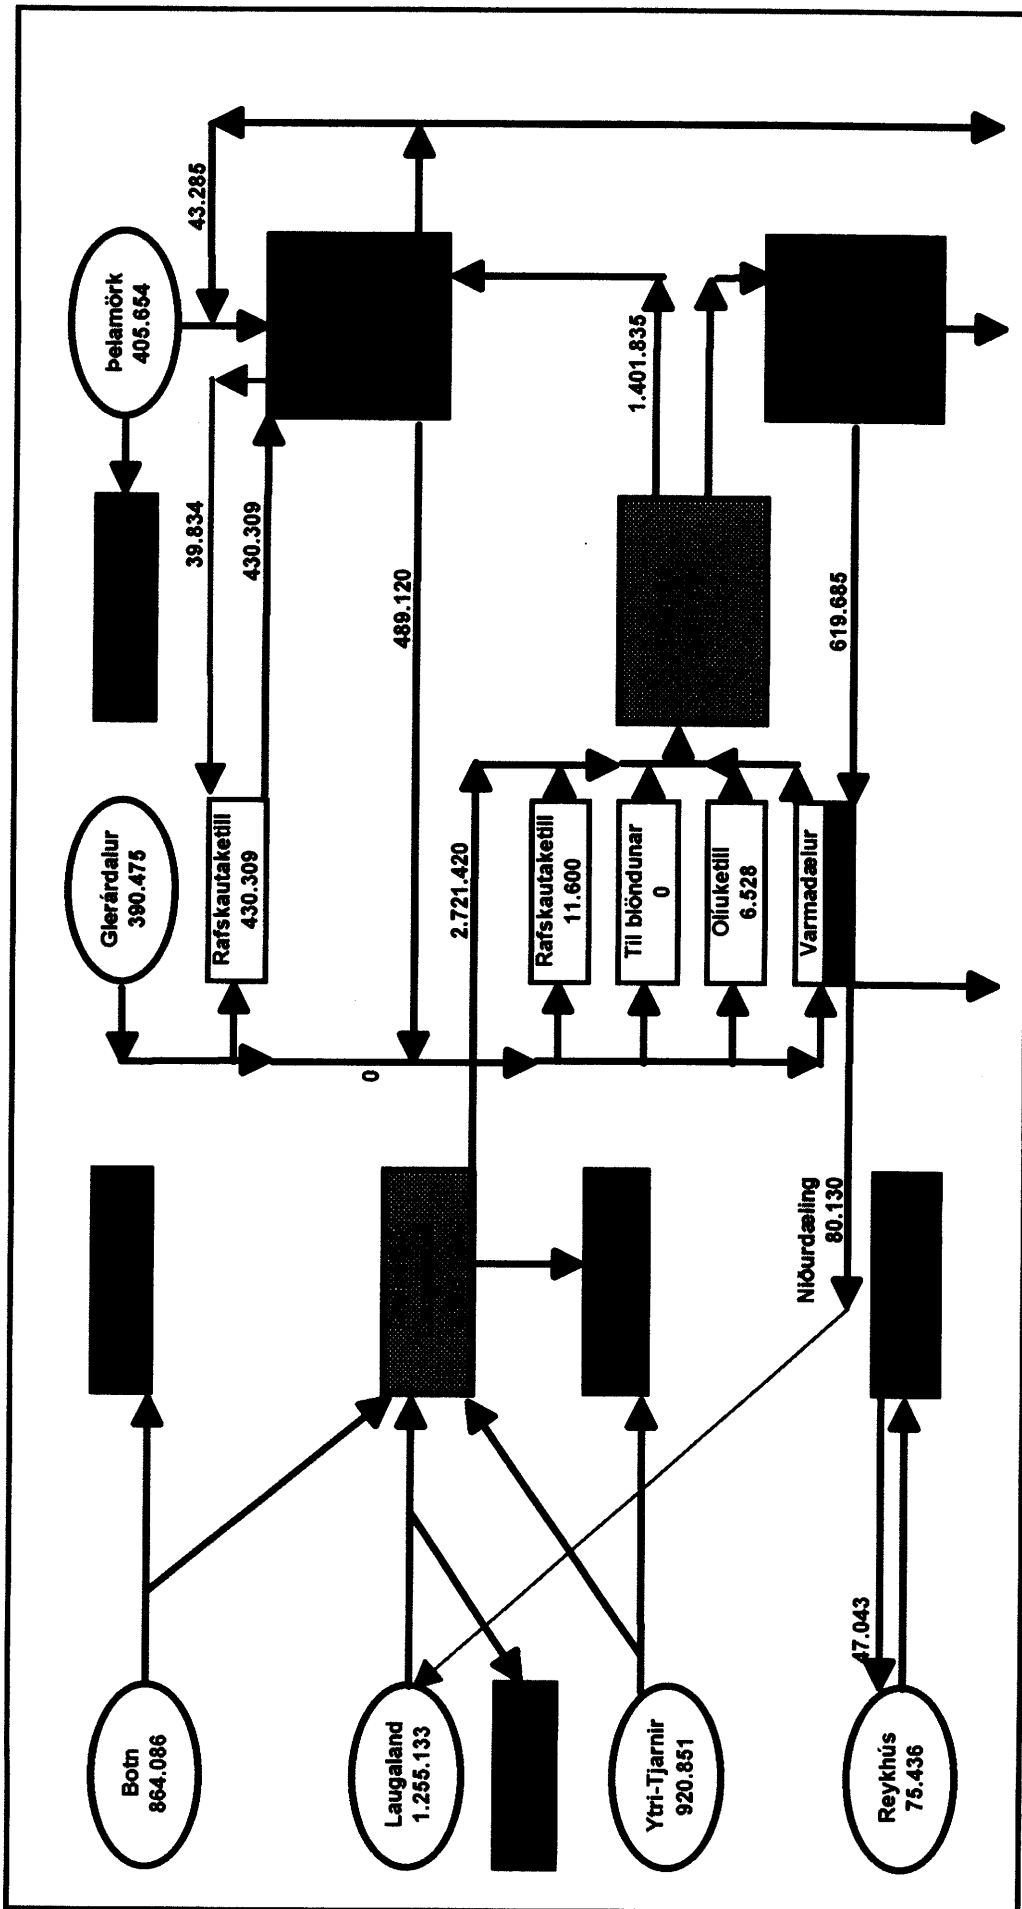 Botn
864.086
Laugaland
1.255.133
Ytri-Tjarnir
920.851
Reykhús
75.436
47.043
Niðurdæling
80.130
Glerárdalur
390.475
Rafskautaketill
430.309
0
2.721.420
Rafskautaketill
11.600
Til blöndunar
0
Olíuketill
6.528
Varmadælur
Þelamörk
405.654
43.285
39.834
430.309
489.120
1.401.835
619.685